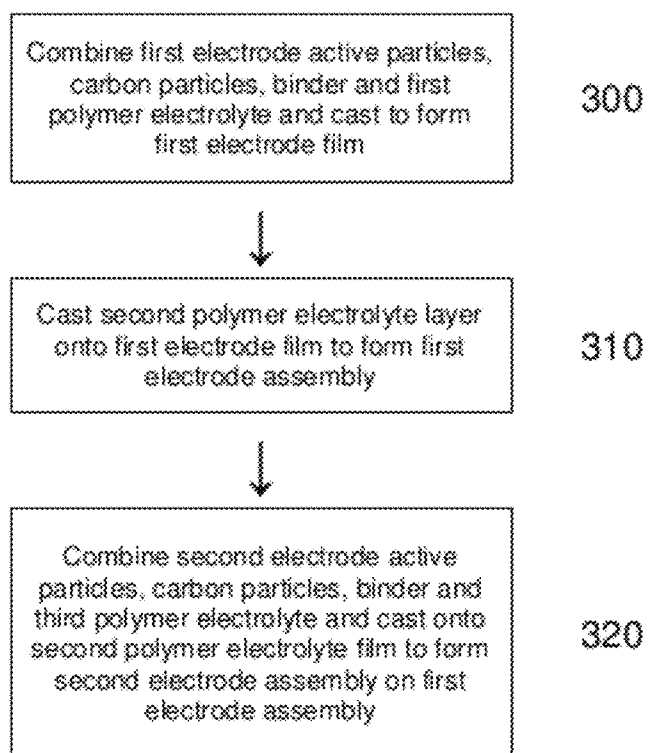 Combine first electrode active particles,
carbon particles, binder and first
polymer electrolyte and cast to form
first electrode film
300
Cast second polymer electrolyte layer
onto first electrode film to form first
electrode assembly
310
Combine second electrode active
particles, carbon particles, binder and
third polymer electrolyte and cast onto
second polymer electrolyte film to form
second electrode assembly on first
electrode assembly
320